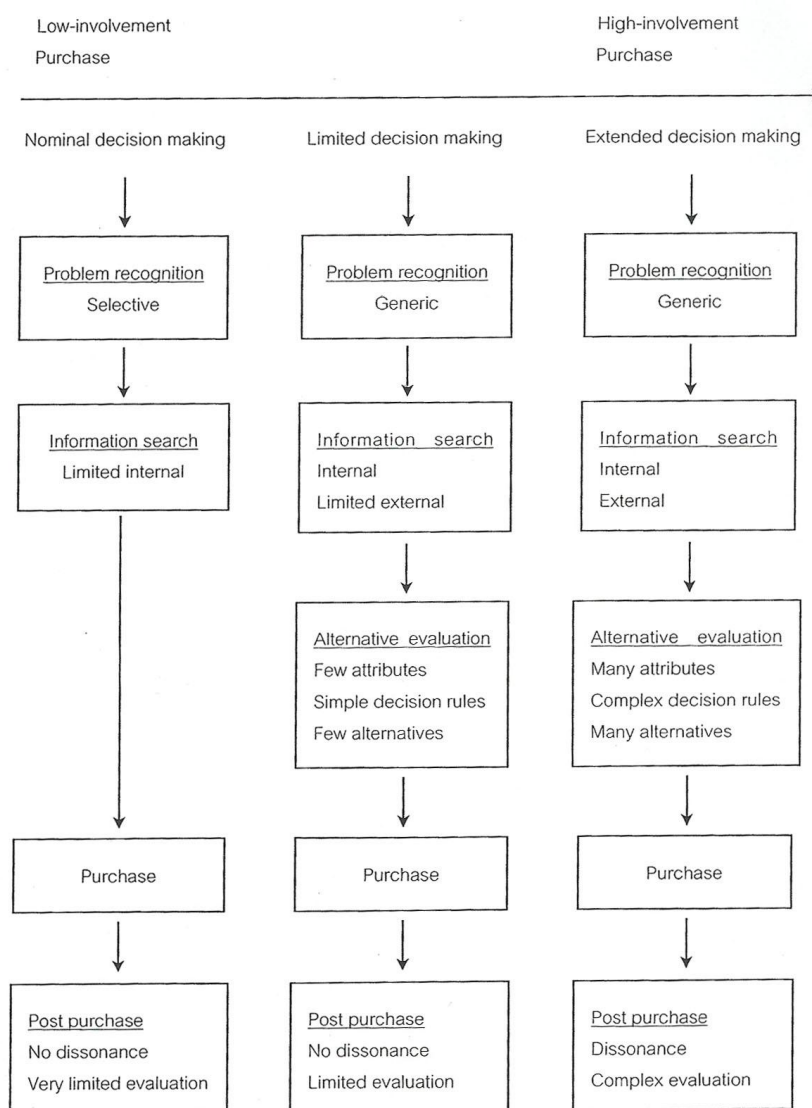 Low-involvement
Purchase
High-involvement
Purchase
Nominal decision making
Limited decision making
Extended decision making
Problem recognition
Selective
Problem recognition
Generic
Problem recognition
Generic
Information search
Limited internal
Information search
Internal
Limited external
Information search
Internal
External
Alternative evaluation
Few attributes
Simple decision rules
Few alternatives
Alternative evaluation
Many attributes
Complex decision rules
Many alternatives
Purchase
Purchase
Purchase
Post purchase
No dissonance
Very limited evaluation
Post purchase
No dissonance
Limited evaluation
Post purchase
Dissonance
Complex evaluation